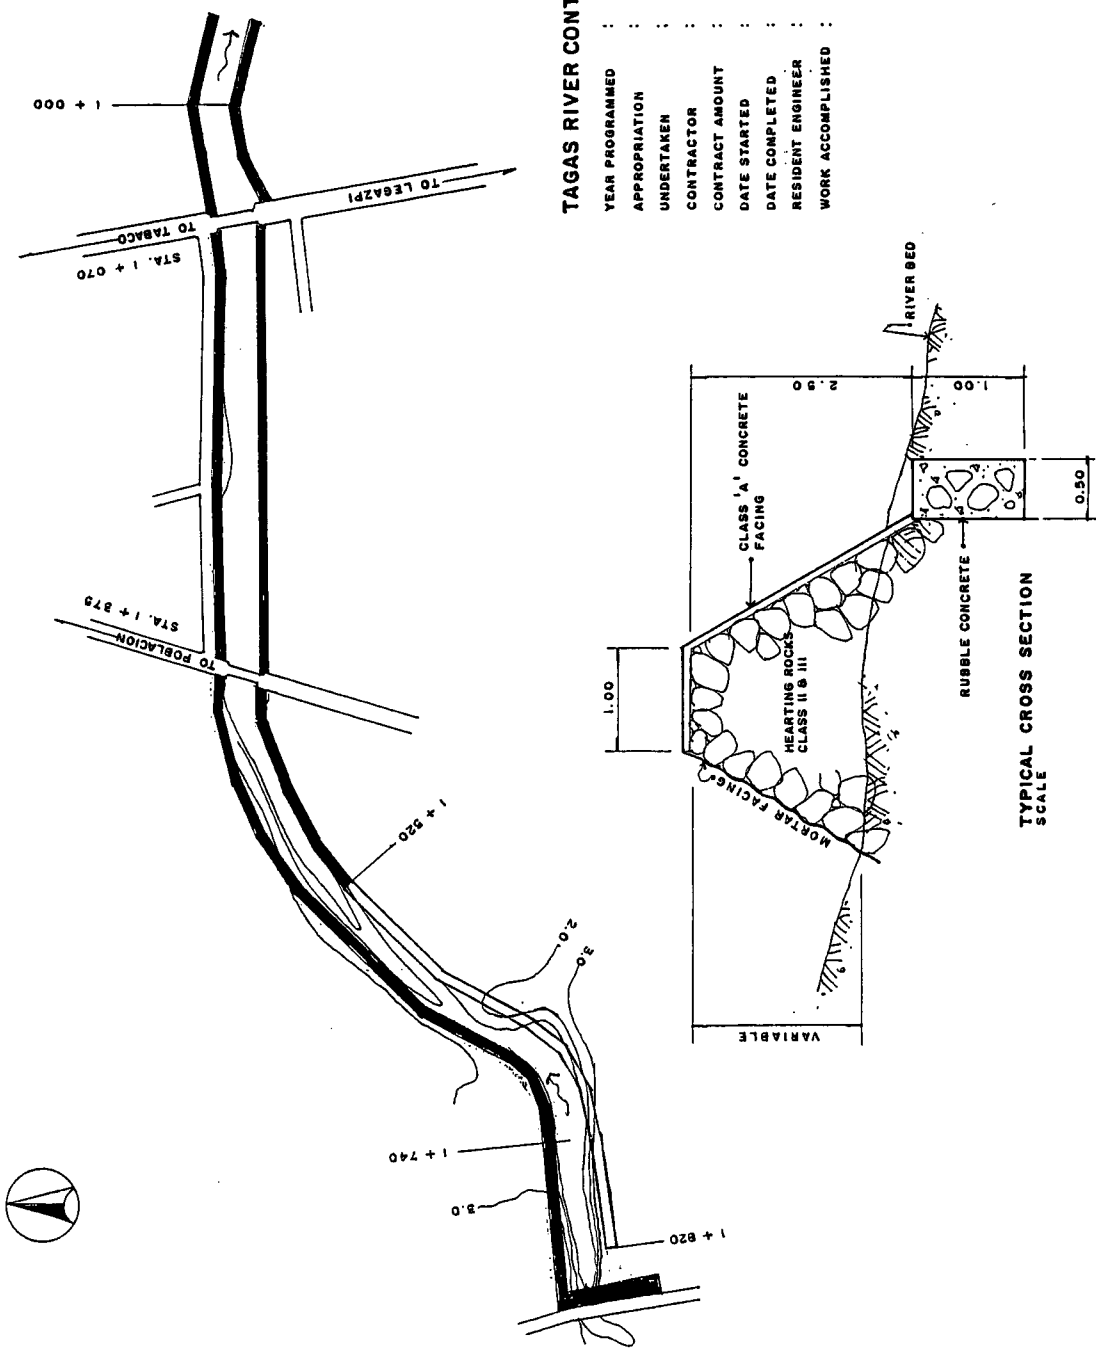 1 + 000
TO LEGAZPI
TO TABACO
STA. 1 + 070
STA. 1 + 375
TO POBLACION
1 + 520
2.0
3.0
1 + 740
3.0
1 + 820
TAGAS RIVER CONT
YEAR PROGRAMMED :
APPROPRIATION :
UNDERTAKEN :
CONTRACTOR :
CONTRACT AMOUNT :
DATE STARTED :
DATE COMPLETED :
RESIDENT ENGINEER :
WORK ACCOMPLISHED :
RIVER BED
2.50
1.00
CLASS 'A' CONCRETE
FACING
0.50
1.00
HEARTING ROCKS
CLASS II & III
MORTAR FACING
RUBBLE CONCRETE
VARIABLE
TYPICAL CROSS SECTION
SCALE